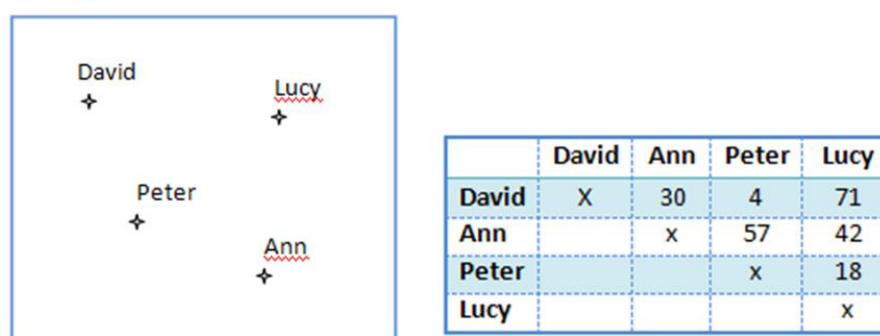 David
Lucy
Peter
Ann
David Ann Peter Lucy
David X 30 4 71
Ann x 57 42
Peter x 18
Lucy x